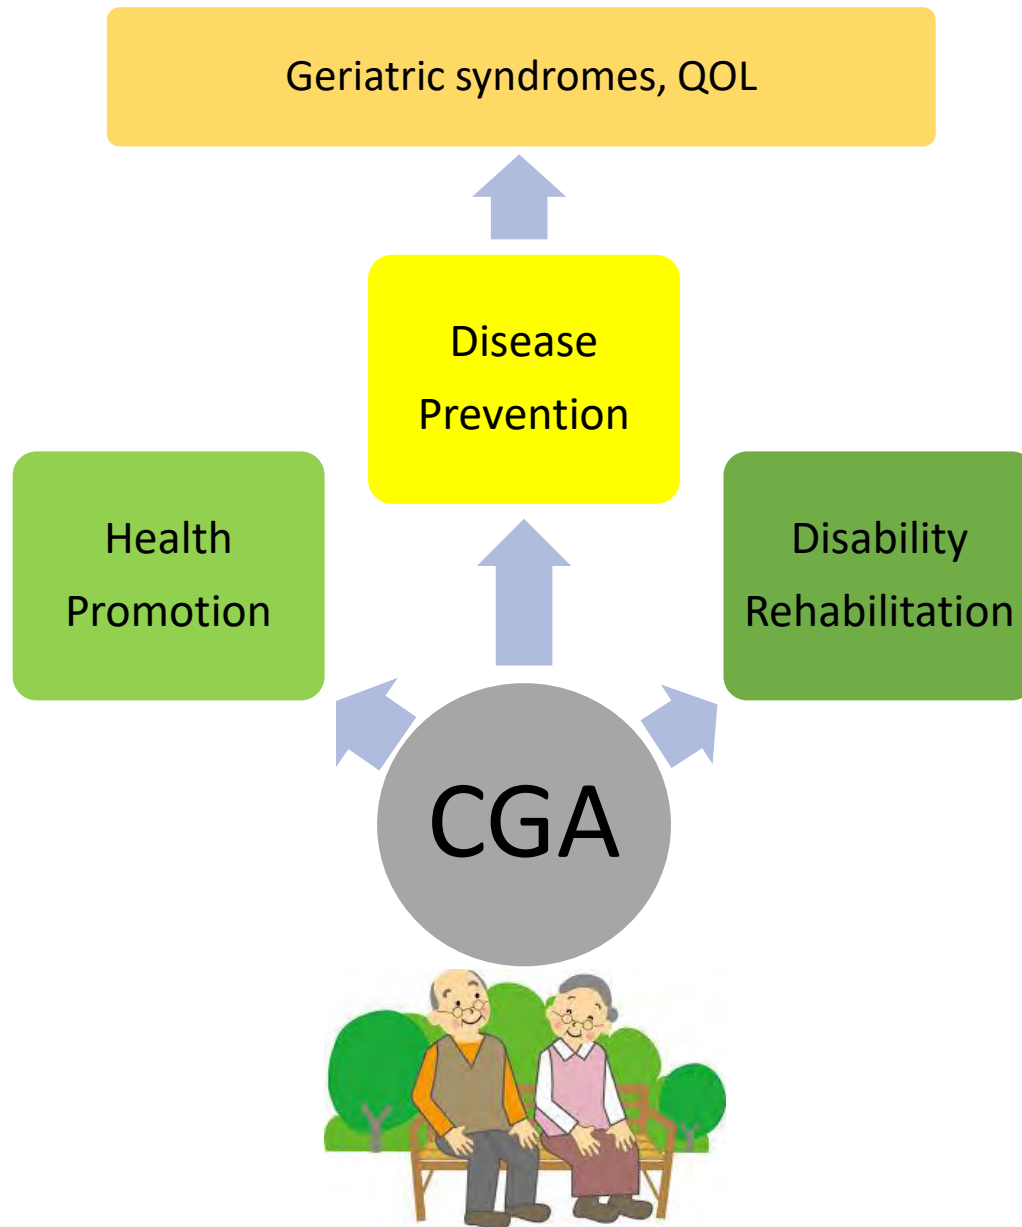 Geriatric syndromes, QOL
Disease
Prevention
Health
Promotion
Disability
Rehabilitation
CGA